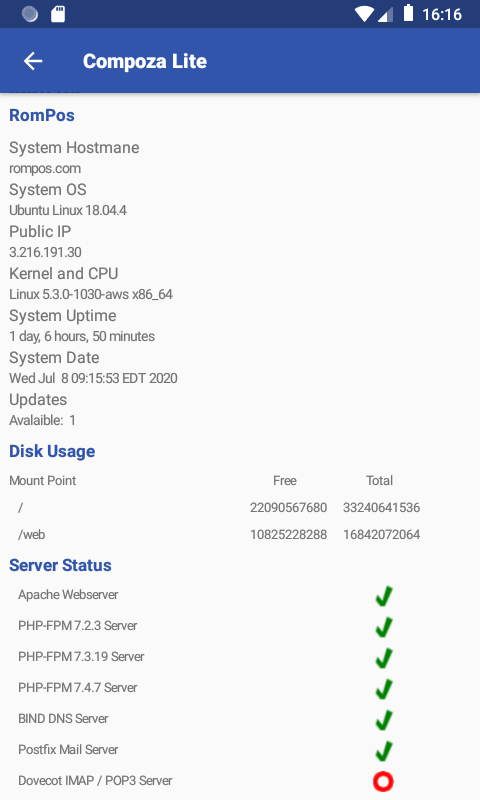 16:16
Compoza Lite
RomPos
System Hostmane
rompos.com
System OS
Ubuntu Linux 18.04.4
Public IP
3.216.191.30
Kernel and CPU
Linux 5.3.0-1030-aws x86_64
System Uptime
1 day, 6 hours, 50 minutes
System Date
Wed Jul  8 09:15:53 EDT 2020
Updates
Avalaible:  1
Disk Usage
Mount Point Free Total
/ 22090567680 33240641536
/web 10825228288 16842072064
Server Status
Apache Webserver
PHP-FPM 7.2.3 Server
PHP-FPM 7.3.19 Server
PHP-FPM 7.4.7 Server
BIND DNS Server
Postfix Mail Server
Dovecot IMAP / POP3 Server